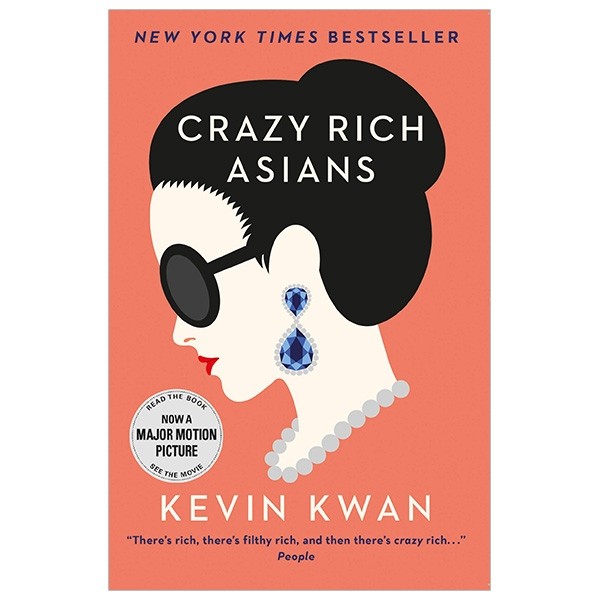 NEW YORK TIMES BESTSELLER
CRAZY RICH
ASIANS
READ THE BOOK
NOW A
MAJOR MOTION
PICTURE
SEE THE MOVIE
KEVIN KWAN
“There’s rich, there’s filthy rich, and then there’s crazy rich...”
People